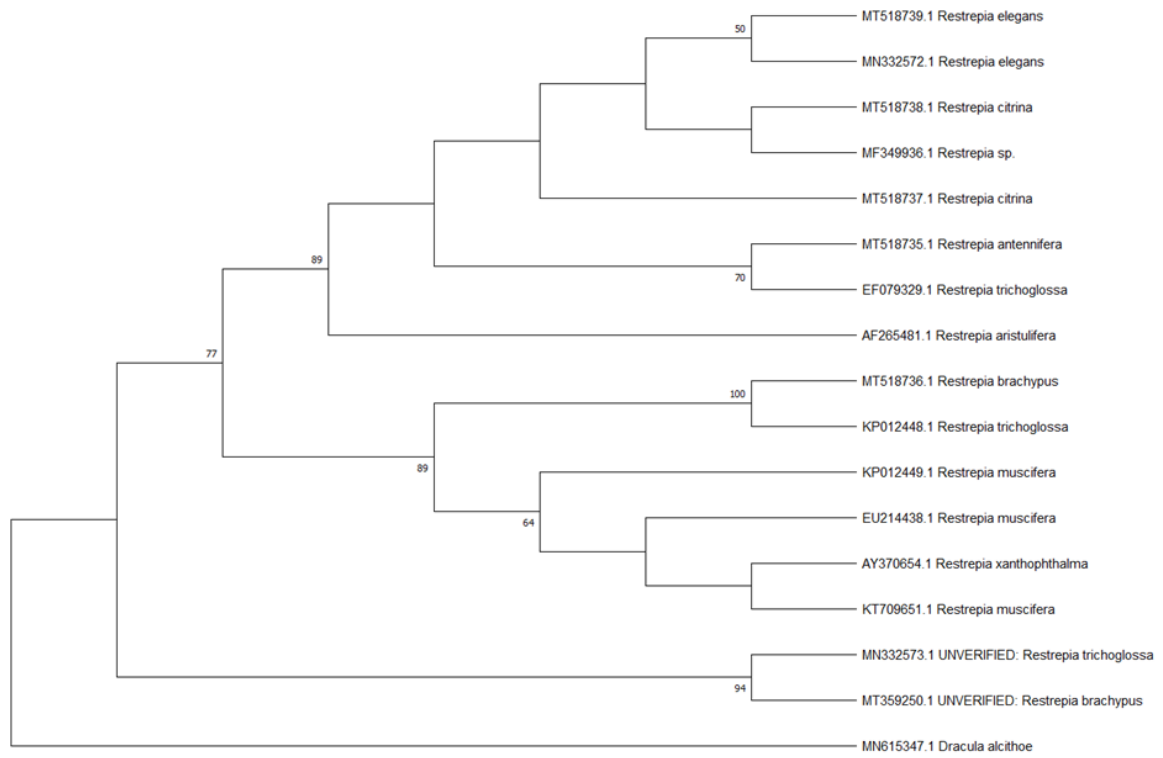 MT518739.1 Restrepia elegans
50
MN332572.1 Restrepia elegans
MT518738.1 Restrepia citrina
MF349936.1 Restrepia sp.
MT518737.1 Restrepia citrina
MT518735.1 Restrepia antennifera
89
70
EF079329.1 Restrepia trichoglossa
AF265481.1 Restrepia aristulifera
77
MT518736.1 Restrepia brachypus
100
KP012448.1 Restrepia trichoglossa
89
KP012449.1 Restrepia muscifera
EU214438.1 Restrepia muscifera
64
AY370654.1 Restrepia xanthophthalma
KT709651.1 Restrepia muscifera
MN332573.1 UNVERIFIED: Restrepia trichoglossa
94
MT359250.1 UNVERIFIED: Restrepia brachypus
MN615347.1 Dracula alcithoe